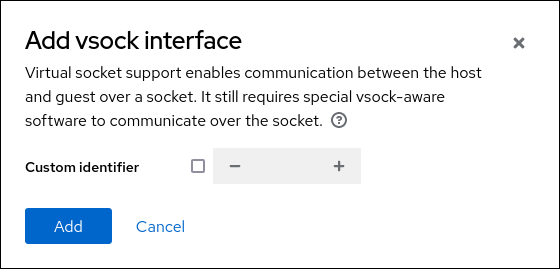 Add vsock interface
Virtual socket support enables communication between the host
and guest over a socket. It still requires special vsock-aware
software to communicate over the socket.
Custom identifier
Add Cancel